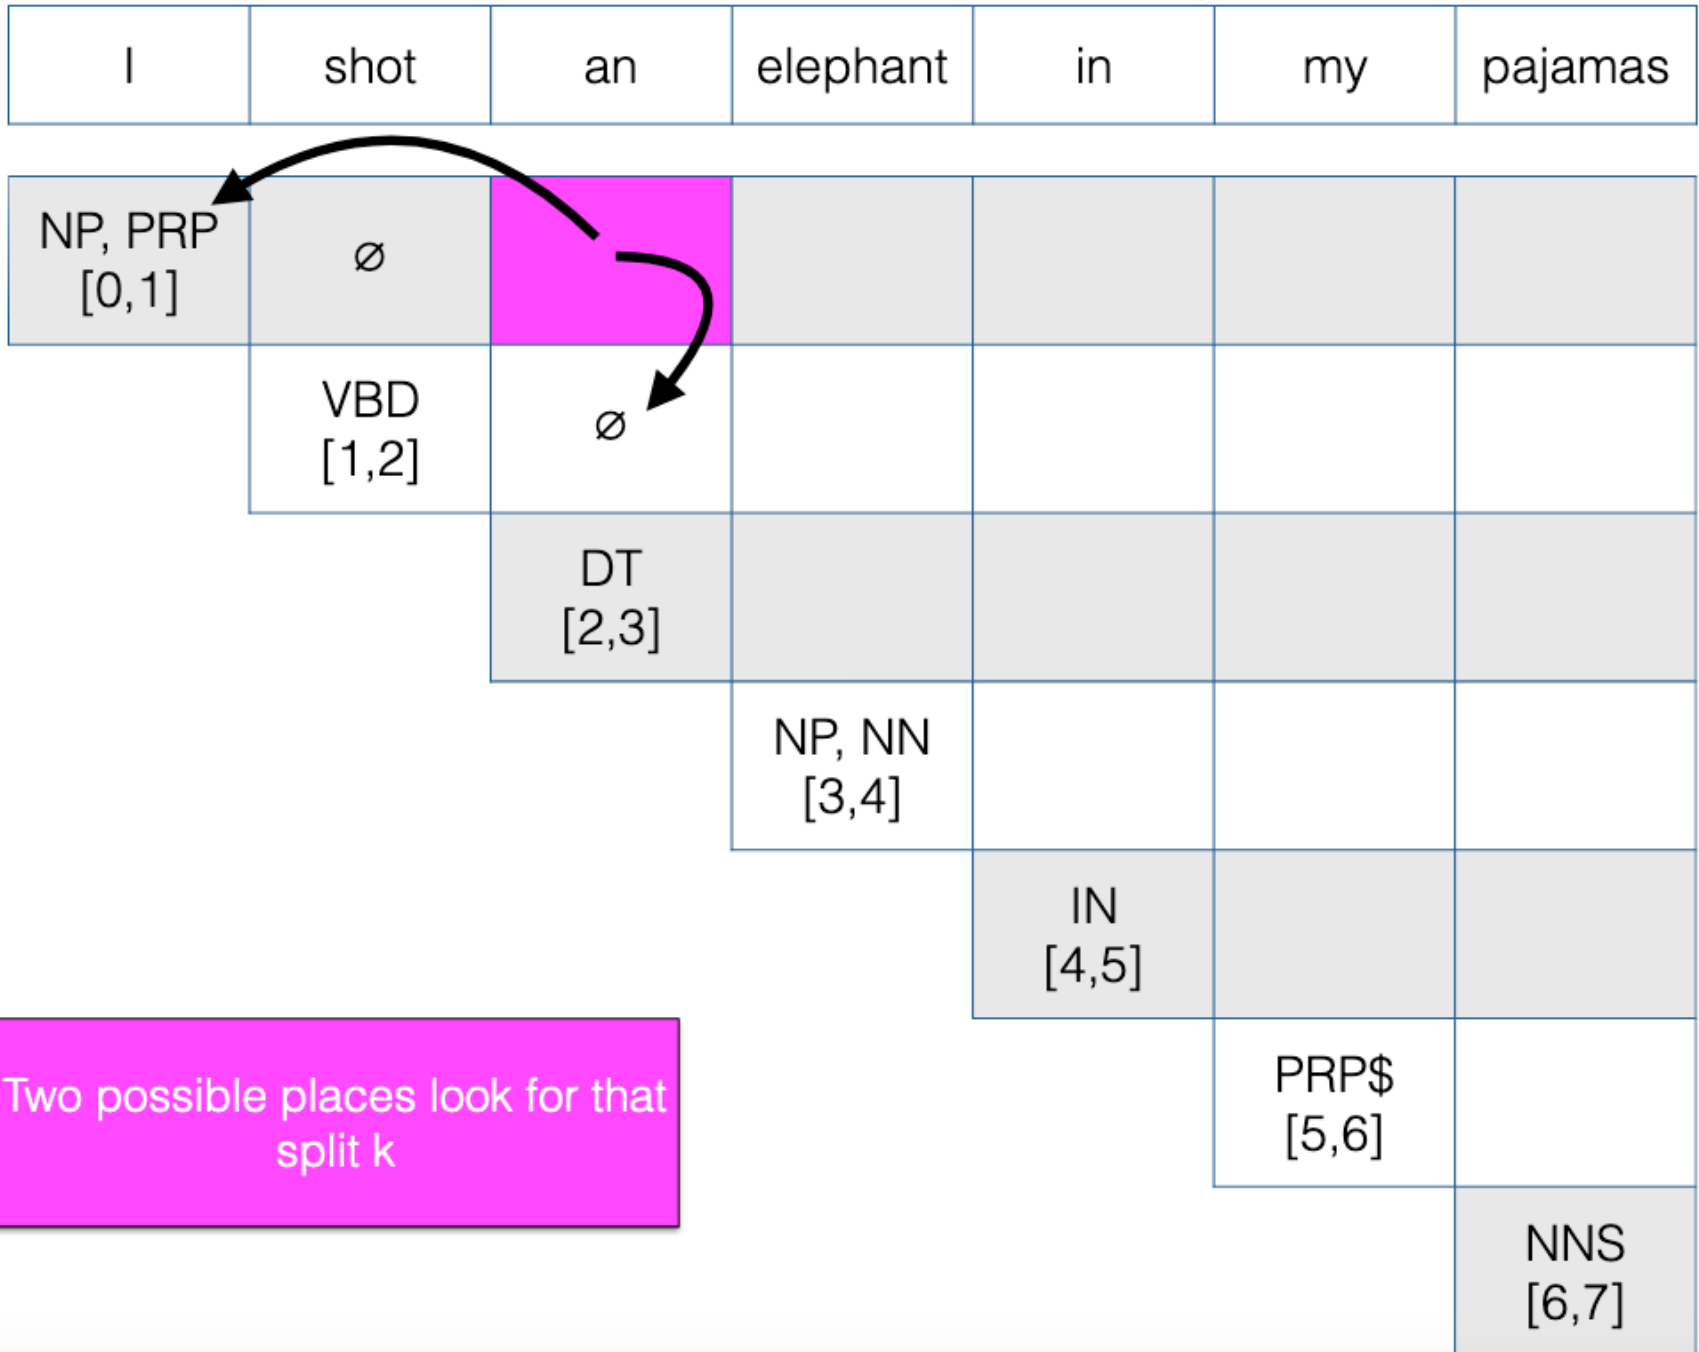 I shot an elephant in my pajamas
NP, PRP ∅
[0,1]
VBD ∅
[1,2]
DT
[2,3]
NP, NN
[3,4]
IN
[4,5]
PRP$
[5,6]
Two possible places look for that
split k
NNS
[6,7]